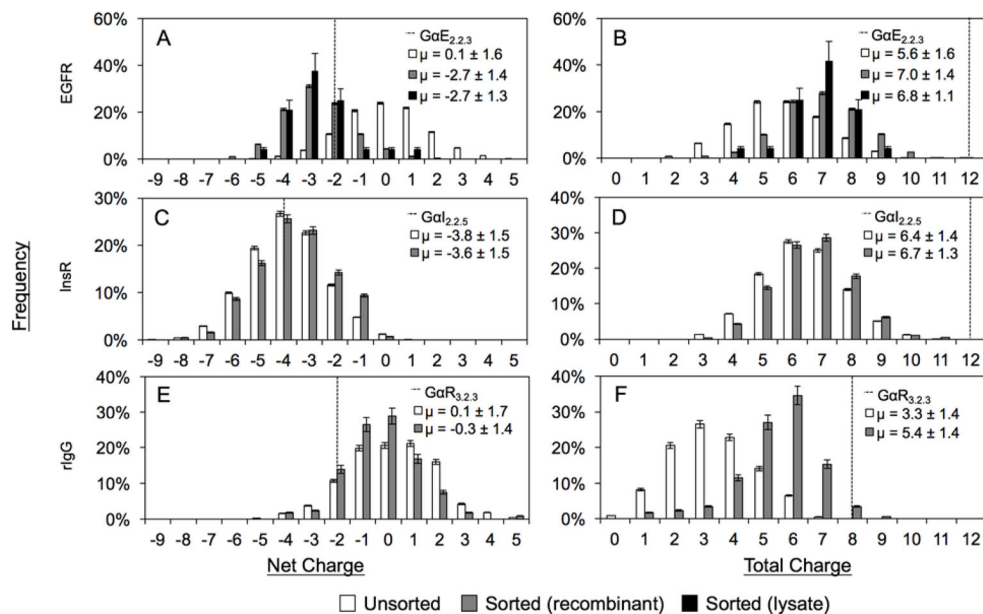 A
60%
40%
20%
0%
EGFR
GαE2.2.3
μ = 0.1 ± 1.6
μ = -2.7 ± 1.4
μ = -2.7 ± 1.3
-9 -8 -7 -6 -5 -4 -3 -2 -1 0 1 2 3 4 5
B
60%
40%
20%
0%
GαE2.2.3
μ = 5.6 ± 1.6
μ = 7.0 ± 1.4
μ = 6.8 ± 1.1
0 1 2 3 4 5 6 7 8 9 10 11 12
C
30%
20%
10%
0%
InsR
GαI2.2.5
μ = -3.8 ± 1.5
μ = -3.6 ± 1.5
-9 -8 -7 -6 -5 -4 -3 -2 -1 0 1 2 3 4 5
D
40%
30%
20%
10%
0%
GαI2.2.5
μ = 6.4 ± 1.4
μ = 6.7 ± 1.3
0 1 2 3 4 5 6 7 8 9 10 11 12
E
40%
30%
20%
10%
0%
rIgG
GαR3.2.3
μ = 0.1 ± 1.7
μ = -0.3 ± 1.4
-9 -8 -7 -6 -5 -4 -3 -2 -1 0 1 2 3 4 5
F
40%
30%
20%
10%
0%
GαR3.2.3
μ = 3.3 ± 1.4
μ = 5.4 ± 1.4
0 1 2 3 4 5 6 7 8 9 10 11 12
Frequency
Net Charge
Total Charge
Unsorted Sorted (recombinant) Sorted (lysate)